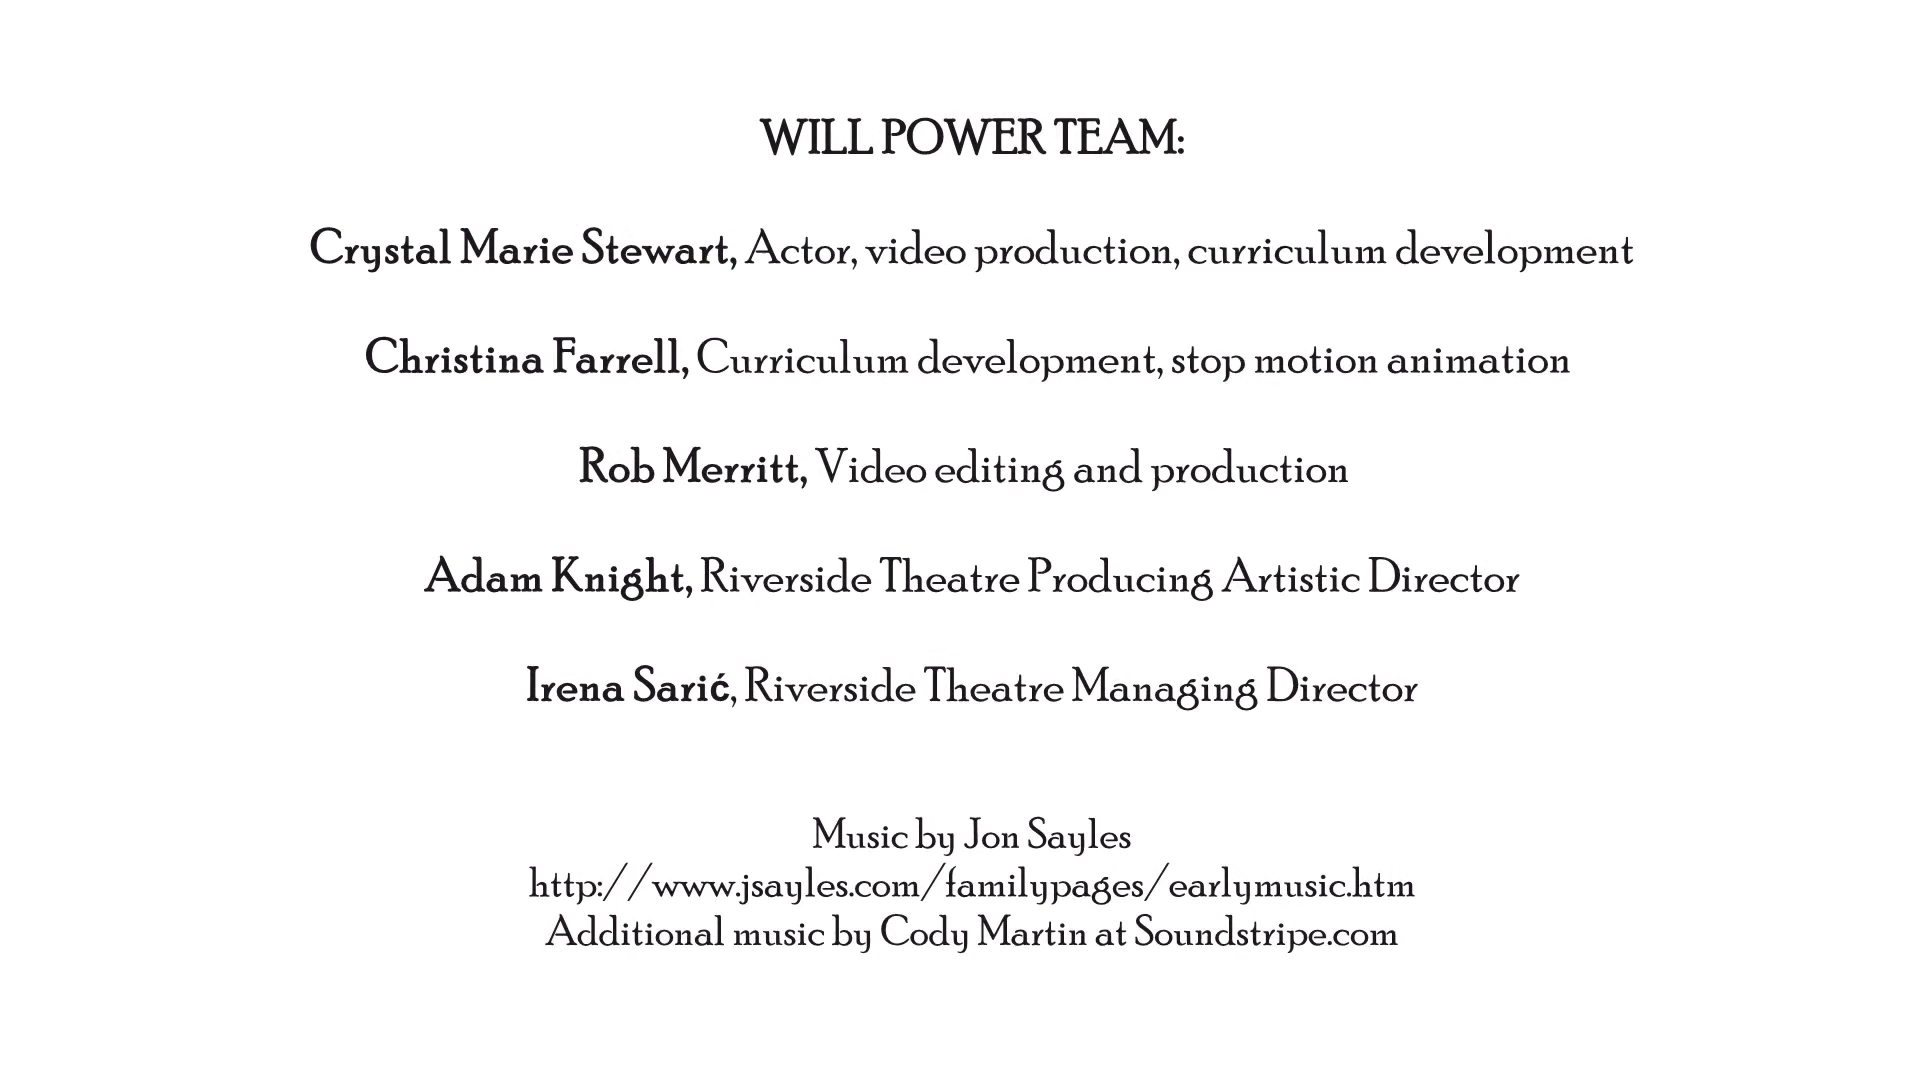 WILL POWER TEAM:
Crystal Marie Stewart, Actor, video production, curriculum development
Christina Farrell, Curriculum development, stop motion animation
Rob Merritt, Video editing and production
Adam Knight, Riverside Theatre Producing Artistic Director
Irena Sarić, Riverside Theatre Managing Director
Music by Jon Sayles
http://www.jsayles.com/familypages/earlymusic.htm
Additional music by Cody Martin at Soundstripe.com